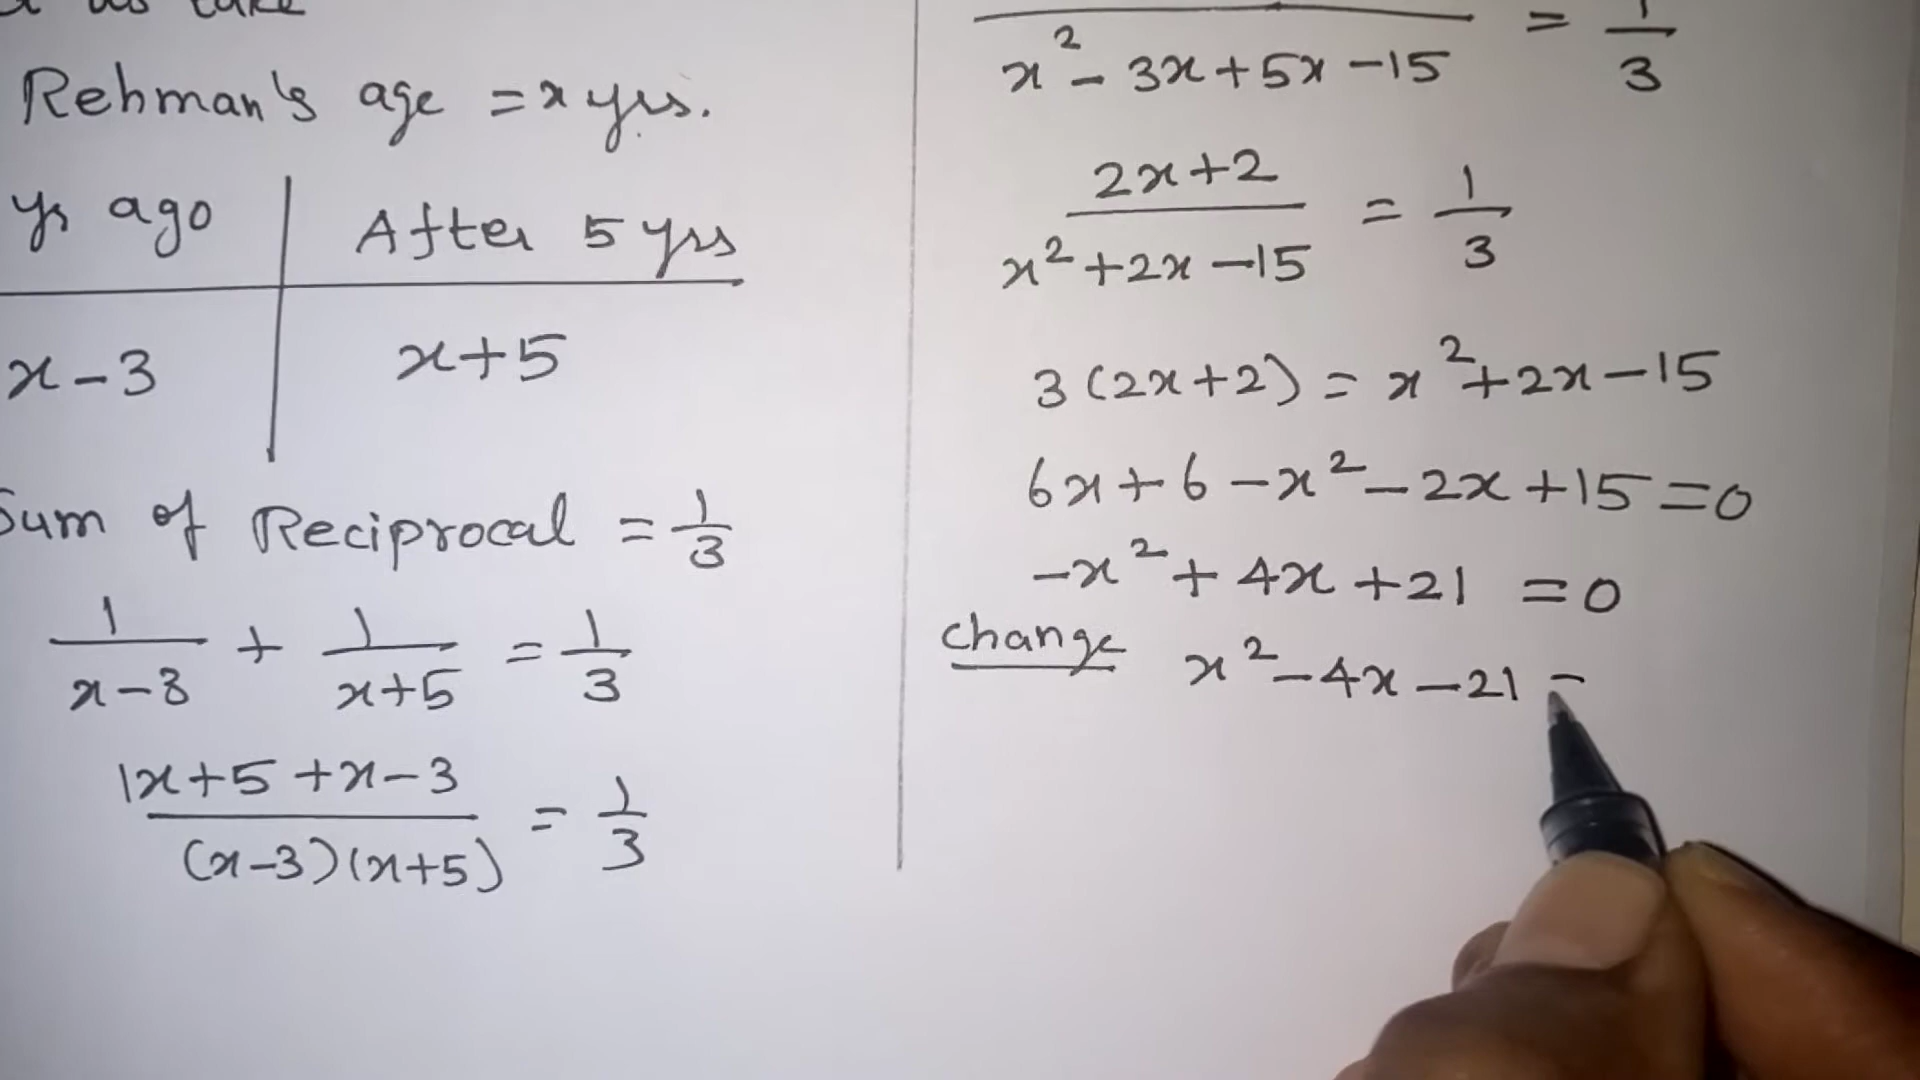 us take
Rehman's age = x yrs.
yr ago | After 5 yrs
x-3 | x+5
Sum of Reciprocal = 1/3
1/(x-3) + 1/(x+5) = 1/3
(1x+5+x-3)/((x-3)(x+5)) = 1/3
/(x²-3x+5x-15) = 1/3
(2x+2)/(x²+2x-15) = 1/3
3(2x+2) = x²+2x-15
6x+6-x²-2x+15=0
-x²+4x+21=0
change x²-4x-21 =